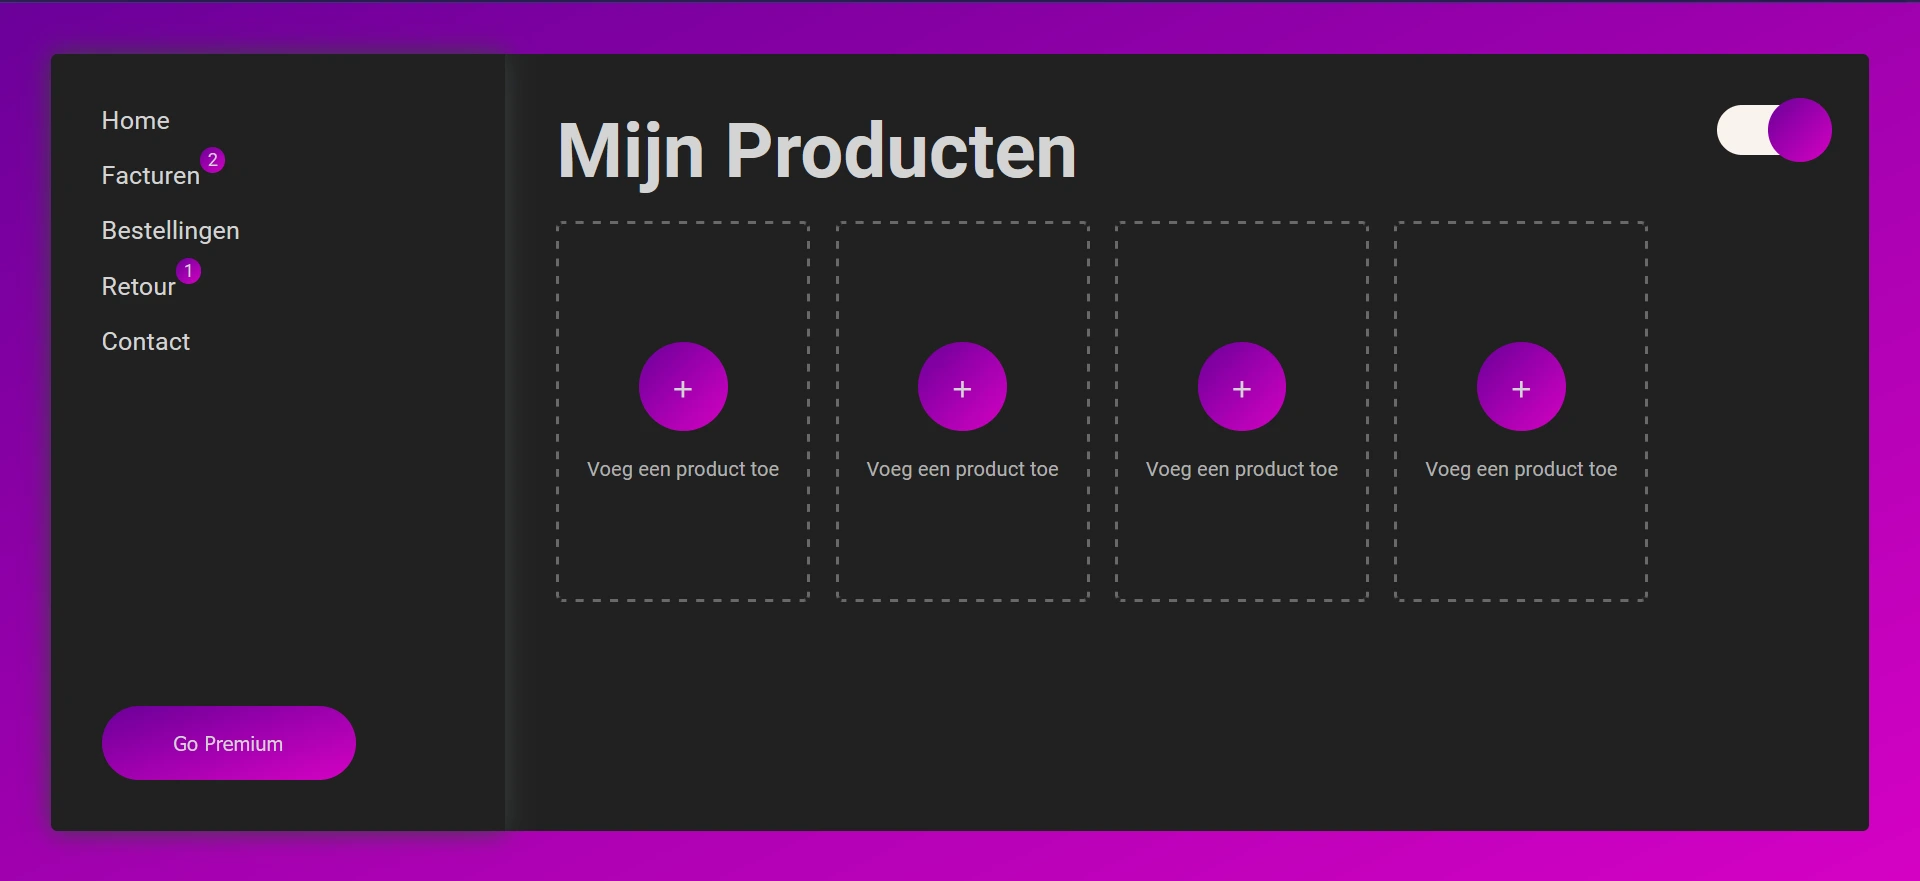 Home
Facturen 2
Bestellingen
Retour 1
Contact
Go Premium
Mijn Producten
+ + + +
Voeg een product toe Voeg een product toe Voeg een product toe Voeg een product toe